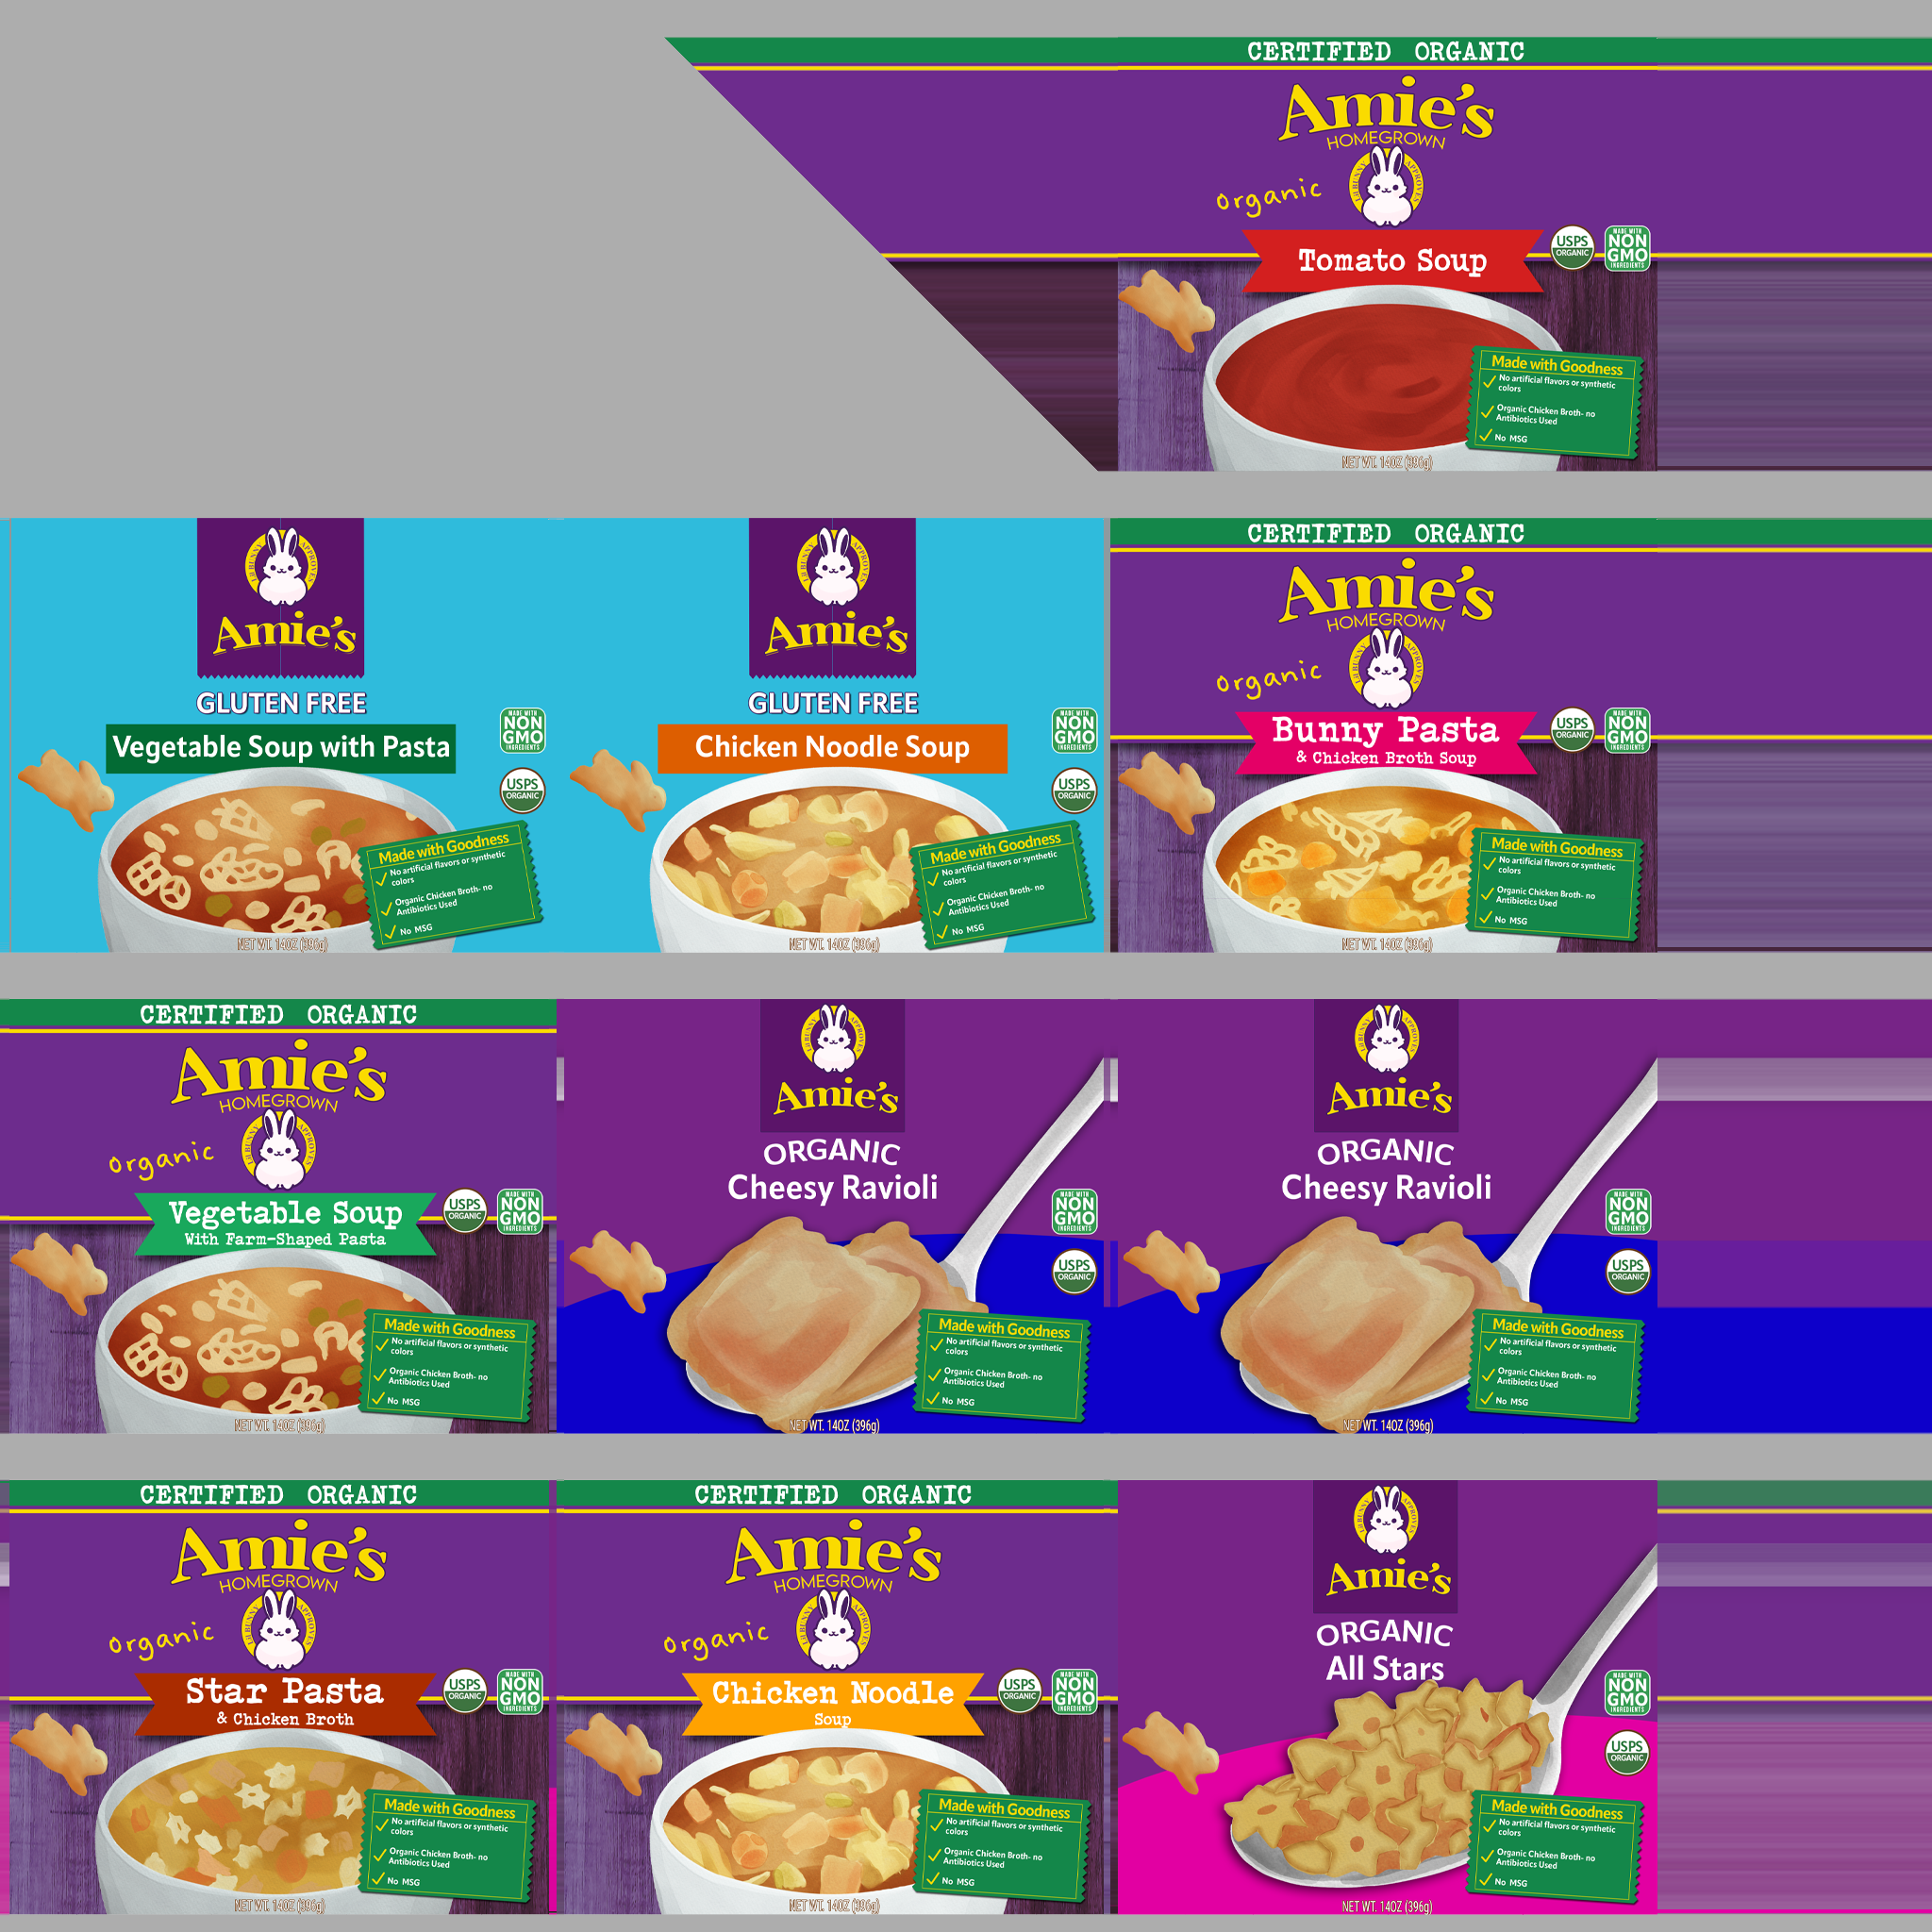 CERTIFIED ORGANIC
Amie's
HOMEGROWN
organic
Tomato Soup
USPS
ORGANIC
MADE WITH
NON
GMO
INGREDIENTS
Made with Goodness
No artificial flavors or synthetic
colors
Organic Chicken Broth- no
Antibiotics Used
No MSG
NET WT. 14OZ (396g)
Amie's
GLUTEN FREE
Vegetable Soup with Pasta
MADE WITH
NON
GMO
INGREDIENTS
USPS
ORGANIC
Made with Goodness
No artificial flavors or synthetic
colors
Organic Chicken Broth- no
Antibiotics Used
No MSG
NET WT. 14OZ (396g)
Amie's
GLUTEN FREE
Chicken Noodle Soup
MADE WITH
NON
GMO
INGREDIENTS
USPS
ORGANIC
Made with Goodness
No artificial flavors or synthetic
colors
Organic Chicken Broth- no
Antibiotics Used
No MSG
NET WT. 14OZ (396g)
CERTIFIED ORGANIC
Amie's
HOMEGROWN
organic
Bunny Pasta
& Chicken Broth Soup
USPS
ORGANIC
MADE WITH
NON
GMO
INGREDIENTS
Made with Goodness
No artificial flavors or synthetic
colors
Organic Chicken Broth- no
Antibiotics Used
No MSG
NET WT. 14OZ (396g)
CERTIFIED ORGANIC
Amie's
HOMEGROWN
organic
Vegetable Soup
With Farm-Shaped Pasta
USPS
ORGANIC
MADE WITH
NON
GMO
INGREDIENTS
Made with Goodness
No artificial flavors or synthetic
colors
Organic Chicken Broth- no
Antibiotics Used
No MSG
NET WT. 14OZ (396g)
Amie's
ORGANIC
Cheesy Ravioli
MADE WITH
NON
GMO
INGREDIENTS
USPS
ORGANIC
Made with Goodness
No artificial flavors or synthetic
colors
Organic Chicken Broth- no
Antibiotics Used
No MSG
NET WT. 14OZ (396g)
Amie's
ORGANIC
Cheesy Ravioli
MADE WITH
NON
GMO
INGREDIENTS
USPS
ORGANIC
Made with Goodness
No artificial flavors or synthetic
colors
Organic Chicken Broth- no
Antibiotics Used
No MSG
NET WT. 14OZ (396g)
CERTIFIED ORGANIC
Amie's
HOMEGROWN
organic
Star Pasta
& Chicken Broth
USPS
ORGANIC
MADE WITH
NON
GMO
INGREDIENTS
Made with Goodness
No artificial flavors or synthetic
colors
Organic Chicken Broth- no
Antibiotics Used
No MSG
NET WT. 14OZ (396g)
CERTIFIED ORGANIC
Amie's
HOMEGROWN
organic
Chicken Noodle
Soup
USPS
ORGANIC
MADE WITH
NON
GMO
INGREDIENTS
Made with Goodness
No artificial flavors or synthetic
colors
Organic Chicken Broth- no
Antibiotics Used
No MSG
NET WT. 14OZ (396g)
Amie's
ORGANIC
All Stars
MADE WITH
NON
GMO
INGREDIENTS
USPS
ORGANIC
Made with Goodness
No artificial flavors or synthetic
colors
Organic Chicken Broth- no
Antibiotics Used
No MSG
NET WT. 14OZ (396g)